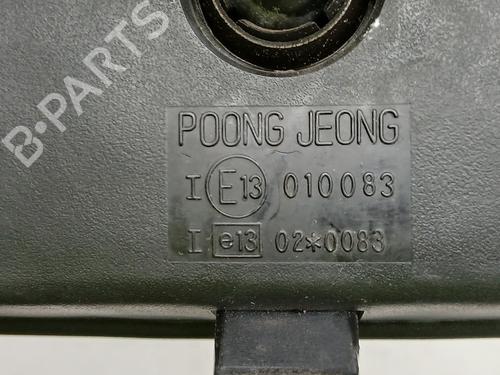 B-PARTS
POONG JEONG
I E13 010083
I e13 02*0083